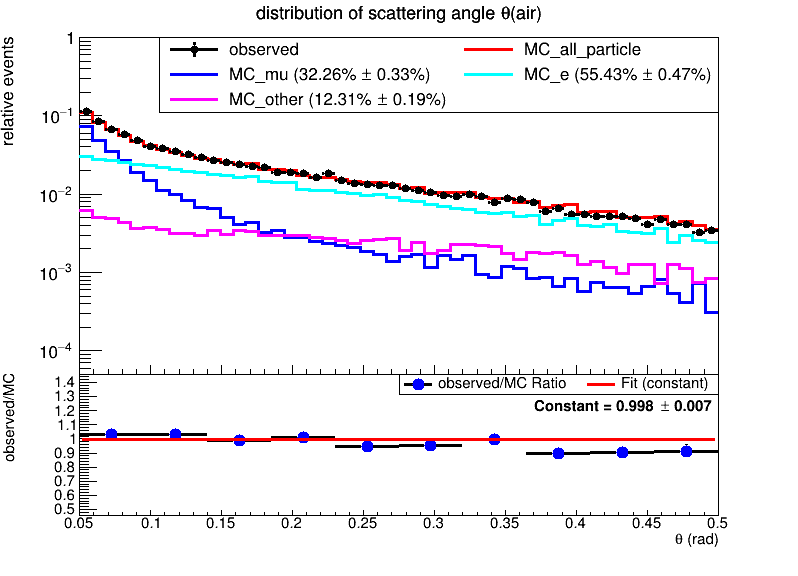 distribution of scattering angle θ(air)
relative events
observed
MC_all_particle
MC_mu (32.26% ± 0.33%)
MC_e (55.43% ± 0.47%)
MC_other (12.31% ± 0.19%)
1
10⁻¹
10⁻²
10⁻³
10⁻⁴
observed/MC
observed/MC Ratio
Fit (constant)
Constant = 0.998 ± 0.007
1.4
1.3
1.2
1.1
1
0.9
0.8
0.7
0.6
0.5
0.05
0.1
0.15
0.2
0.25
0.3
0.35
0.4
0.45
0.5
θ (rad)